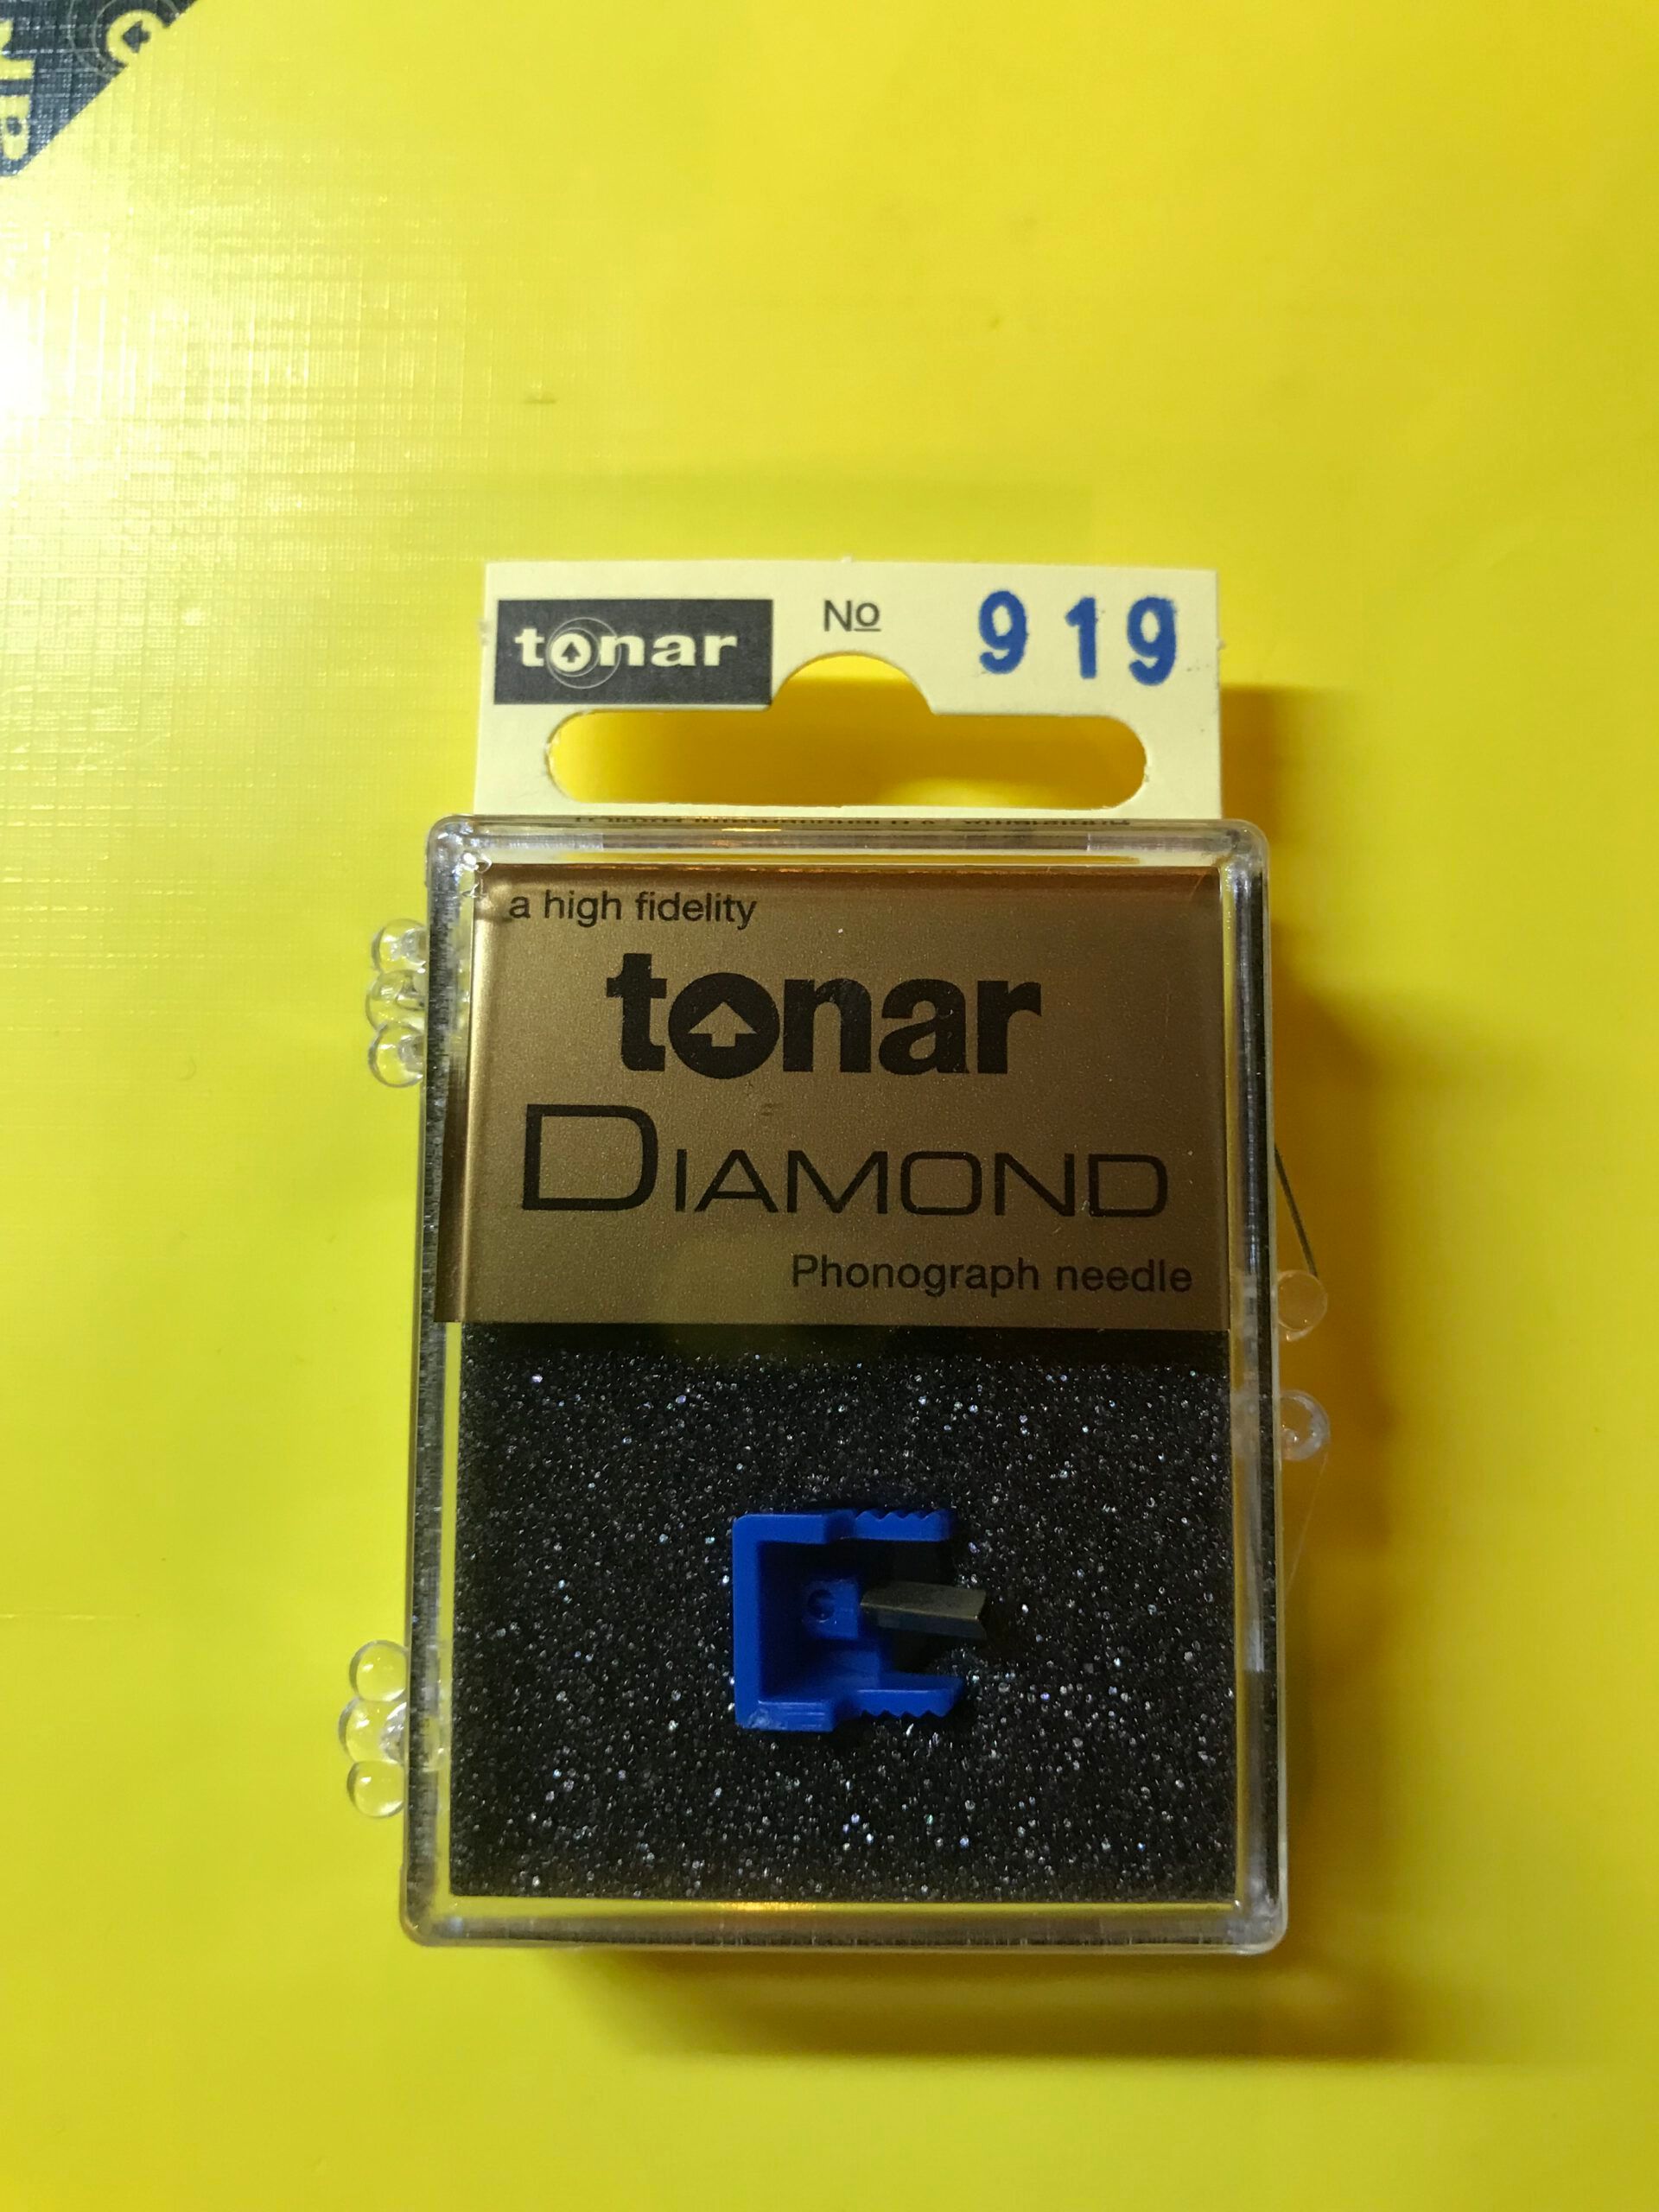 tonar
No 919
a high fidelity
tonar
DIAMOND
Phonograph needle